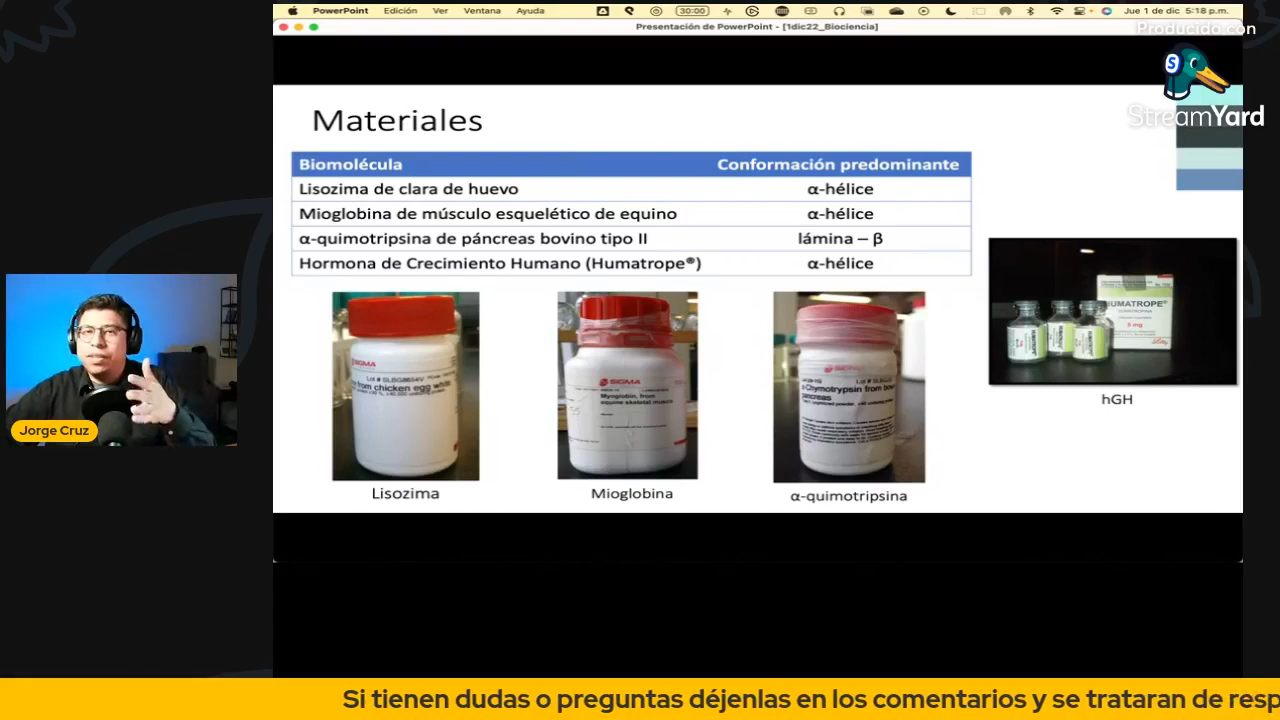 PowerPoint Edición Ver Ventana Ayuda 30:00 Jue 1 de dic 5:18 p.m.
Presentación de PowerPoint - [1dic22_Biociencia]
Producido con
StreamYard
Materiales
Biomolécula Conformación predominante
Lisozima de clara de huevo α-hélice
Mioglobina de músculo esquelético de equino α-hélice
α-quimotripsina de páncreas bovino tipo II lámina – β
Hormona de Crecimiento Humano (Humatrope®) α-hélice
SIGMA
from chicken egg white
SIGMA
Myoglobin, from
equine skeletal muscle
Chymotrypsin from
pancreas
HUMATROPE®
5 mg
Lisozima
Mioglobina
α-quimotripsina
hGH
Jorge Cruz
Si tienen dudas o preguntas déjenlas en los comentarios y se trataran de resp